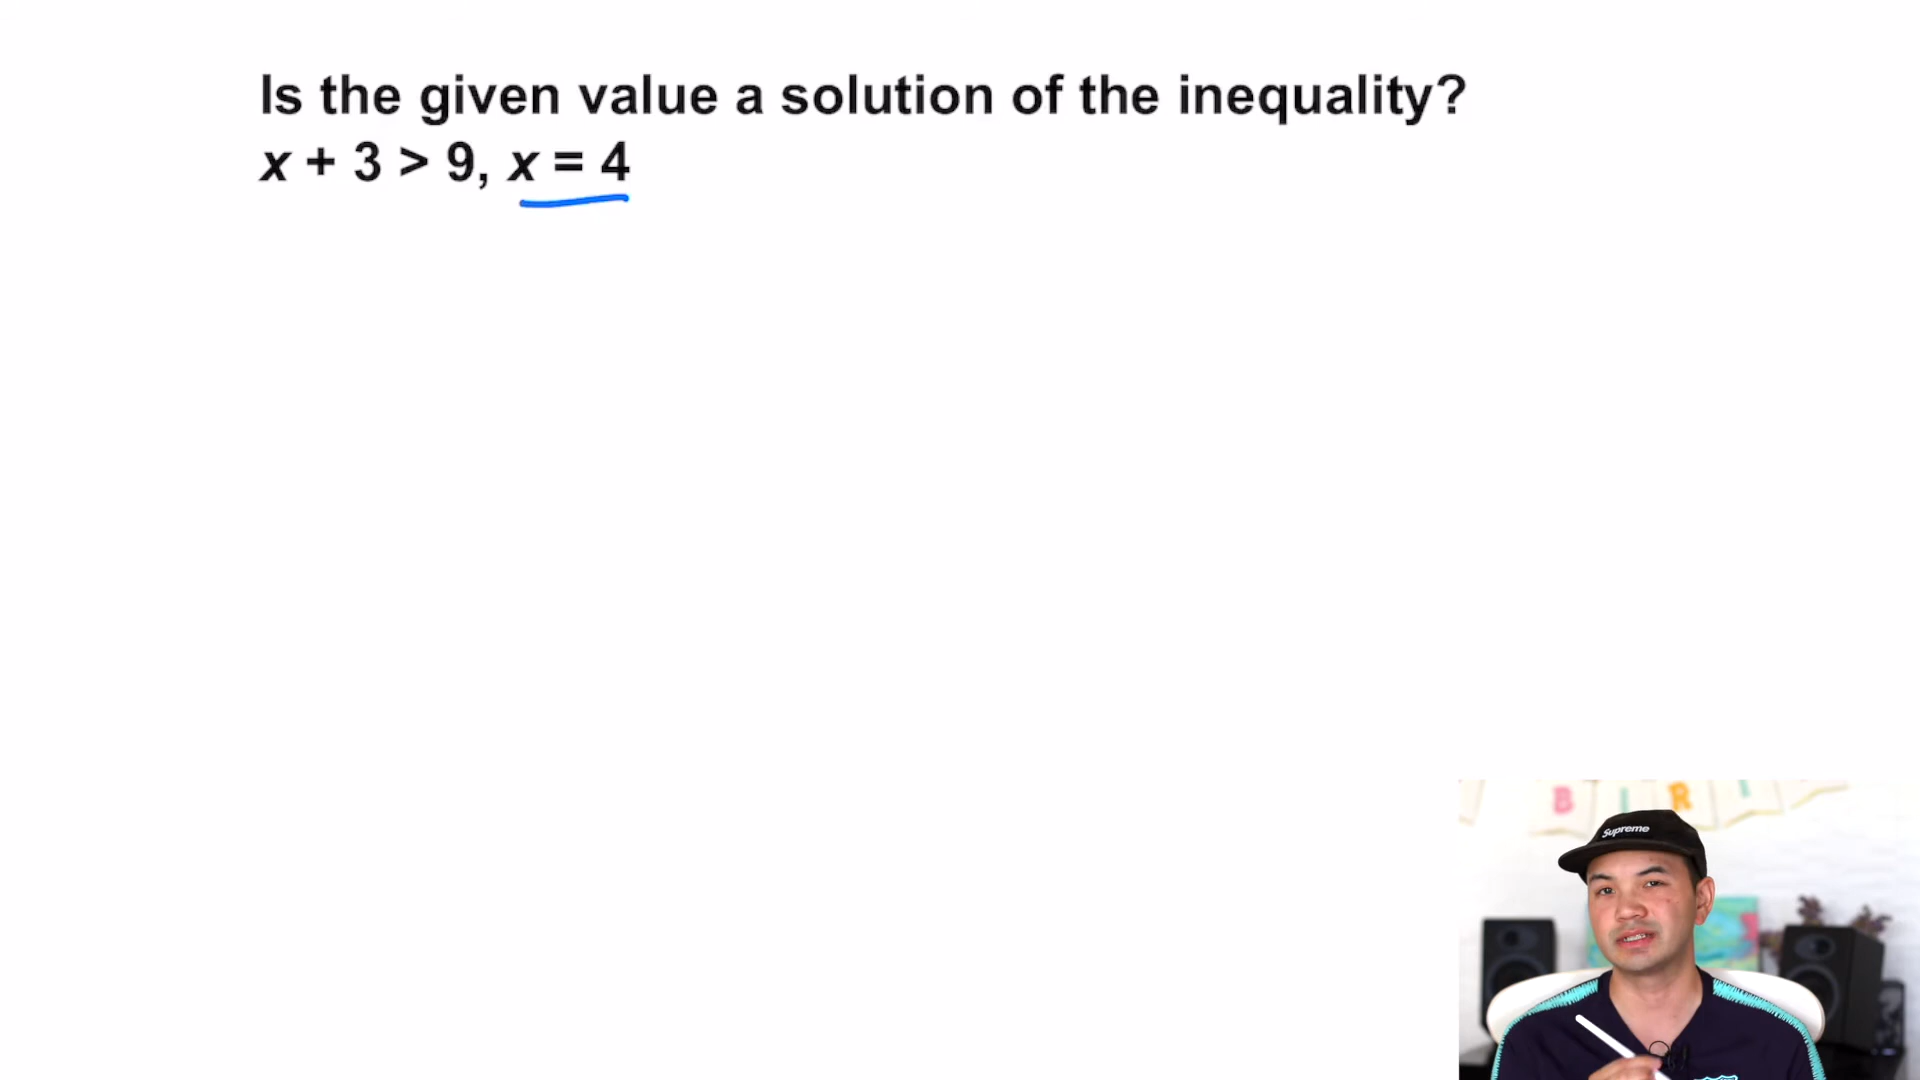 Is the given value a solution of the inequality?
x + 3 > 9, x = 4
B I R T
Supreme